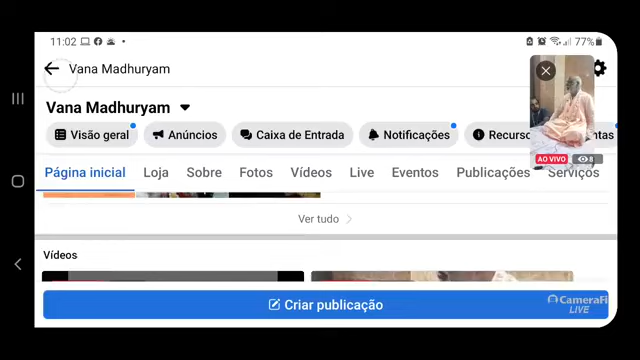 11:02 77%
Vana Madhuryam
Vana Madhuryam
Visão geral Anúncios Caixa de Entrada Notificações Recurso ntas
AO VIVO 8
Página inicial Loja Sobre Fotos Vídeos Live Eventos Publicações Serviços
Ver tudo
Vídeos
Criar publicação
CameraFi
LIVE